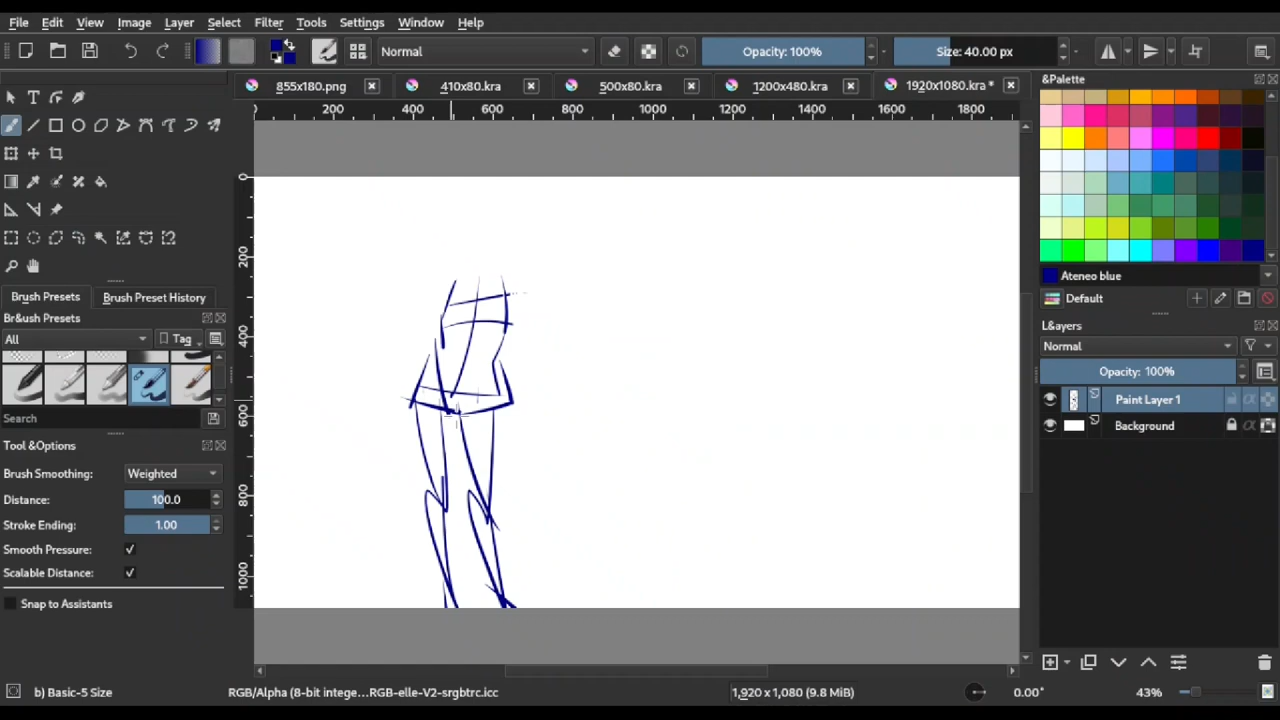 File Edit View Image Layer Select Filter Tools Settings Window Help
Normal Opacity: 100% Size: 40.00 px
855x180.png 410x80.kra 500x80.kra 1200x480.kra 1920x1080.kra *
0 200 400 600 800 1000 1200 1400 1600 1800
0
200
400
600
800
1000
Brush Presets Brush Preset History
Br&ush Presets
All Tag
Search
Tool &Options
Brush Smoothing: Weighted
Distance: 100.0
Stroke Ending: 1.00
Smooth Pressure: ✓
Scalable Distance: ✓
Snap to Assistants
&Palette
Ateneo blue
Default
L&ayers
Normal
Opacity: 100%
Paint Layer 1
Background
b) Basic-5 Size RGB/Alpha (8-bit intege...RGB-elle-V2-srgbtrc.icc 1,920 x 1,080 (9.8 MiB) 0.00° 43%